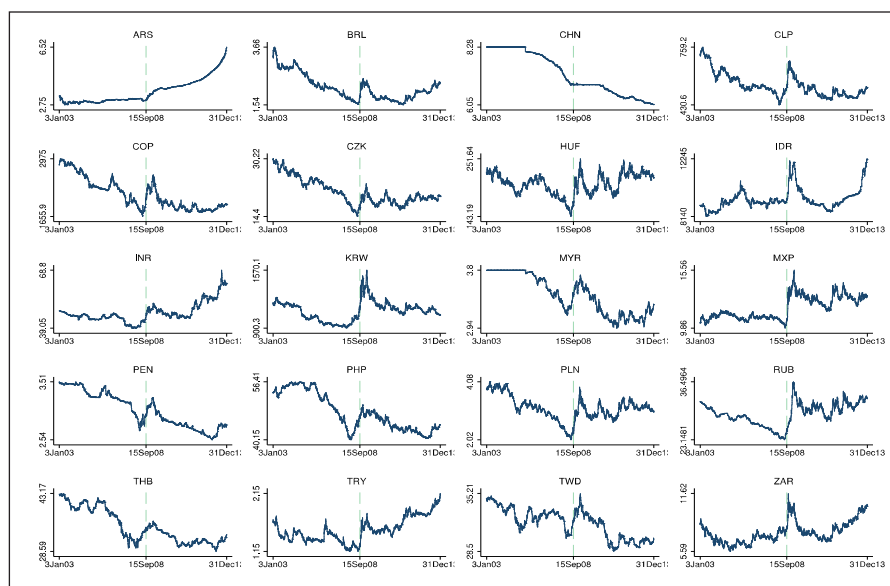 ARS BRL CHN CLP
6.52 3.66 8.28 759.2
2.75 1.54 6.05 430.6
3Jan03 15Sep08 31Dec13 3Jan03 15Sep08 31Dec13 3Jan03 15Sep08 31Dec13 3Jan03 15Sep08 31Dec13
COP CZK HUF IDR
2975 30.22 251.64 12245
1655.9 14.4 143.19 8140
3Jan03 15Sep08 31Dec13 3Jan03 15Sep08 31Dec13 3Jan03 15Sep08 31Dec13 3Jan03 15Sep08 31Dec13
INR KRW MYR MXP
68.8 1570.1 3.8 15.56
39.05 900.3 2.94 9.86
3Jan03 15Sep08 31Dec13 3Jan03 15Sep08 31Dec13 3Jan03 15Sep08 31Dec13 3Jan03 15Sep08 31Dec13
PEN PHP PLN RUB
3.51 56.41 4.08 36.4964
2.54 40.15 2.02 23.1481
3Jan03 15Sep08 31Dec13 3Jan03 15Sep08 31Dec13 3Jan03 15Sep08 31Dec13 3Jan03 15Sep08 31Dec13
THB TRY TWD ZAR
43.17 2.15 35.21 11.62
28.59 1.15 28.5 5.59
3Jan03 15Sep08 31Dec13 3Jan03 15Sep08 31Dec13 3Jan03 15Sep08 31Dec13 3Jan03 15Sep08 31Dec13